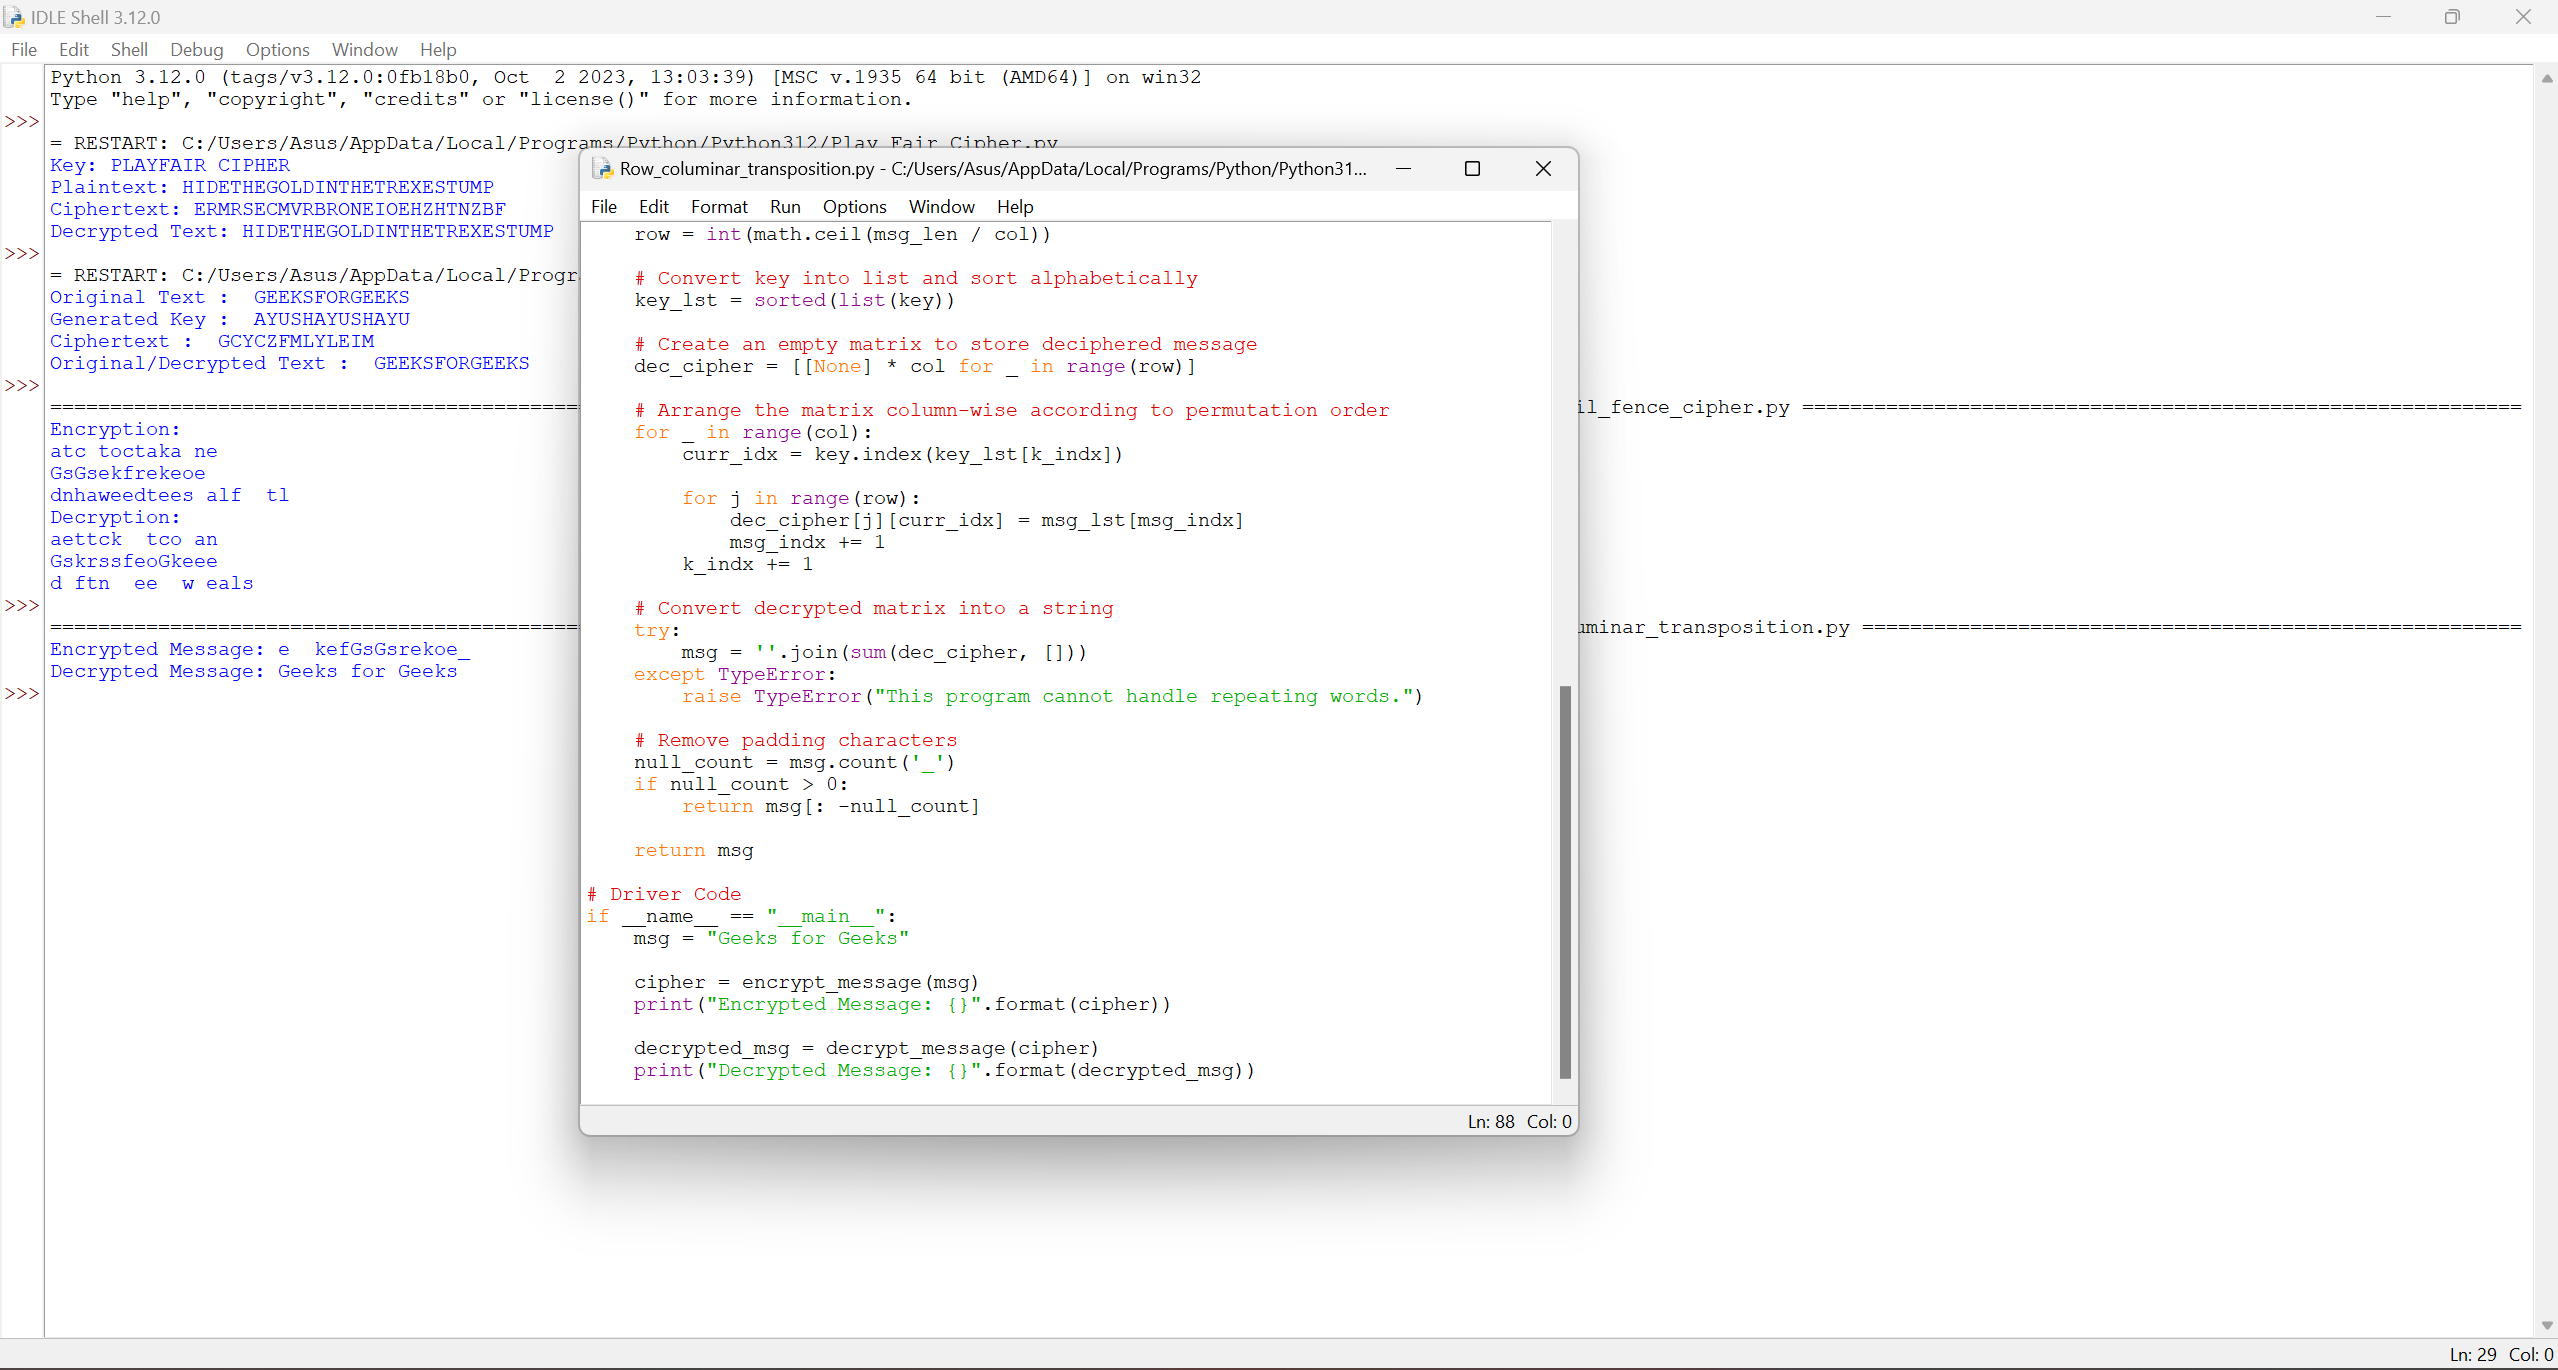 IDLE Shell 3.12.0
File Edit Shell Debug Options Window Help
Python 3.12.0 (tags/v3.12.0:0fb18b0, Oct  2 2023, 13:03:39) [MSC v.1935 64 bit (AMD64)] on win32
Type "help", "copyright", "credits" or "license()" for more information.
>>>
= RESTART: C:/Users/Asus/AppData/Local/Programs/Python/Python312/Play Fair Cipher.py
Key: PLAYFAIR CIPHER
Plaintext: HIDETHEGOLDINTHETREXESTUMP
Ciphertext: ERMRSECMVRBRONEIOEHZHTNZBF
Decrypted Text: HIDETHEGOLDINTHETREXESTUMP
>>>
= RESTART: C:/Users/Asus/AppData/Local/Progr
Original Text :  GEEKSFORGEEKS
Generated Key :  AYUSHAYUSHAYU
Ciphertext :  GCYCZFMLYLEIM
Original/Decrypted Text :  GEEKSFORGEEKS
>>>
============================================ il_fence_cipher.py ============================================================
Encryption:
atc toctaka ne
GsGsekfrekeoe
dnhaweedtees alf  tl
Decryption:
aettck  tco an
GskrssfeoGkeee
d ftn  ee  w eals
>>>
============================================ minar_transposition.py =======================================================
Encrypted Message: e  kefGsGsrekoe_
Decrypted Message: Geeks for Geeks
>>>
Row_columinar_transposition.py - C:/Users/Asus/AppData/Local/Programs/Python/Python31...
File Edit Format Run Options Window Help
    row = int(math.ceil(msg_len / col))
    # Convert key into list and sort alphabetically
    key_lst = sorted(list(key))
    # Create an empty matrix to store deciphered message
    dec_cipher = [[None] * col for _ in range(row)]
    # Arrange the matrix column-wise according to permutation order
    for _ in range(col):
        curr_idx = key.index(key_lst[k_indx])
        for j in range(row):
            dec_cipher[j][curr_idx] = msg_lst[msg_indx]
            msg_indx += 1
        k_indx += 1
    # Convert decrypted matrix into a string
    try:
        msg = ''.join(sum(dec_cipher, []))
    except TypeError:
        raise TypeError("This program cannot handle repeating words.")
    # Remove padding characters
    null_count = msg.count('_')
    if null_count > 0:
        return msg[: -null_count]
    return msg
# Driver Code
if __name__ == "__main__":
    msg = "Geeks for Geeks"
    cipher = encrypt_message(msg)
    print("Encrypted Message: {}".format(cipher))
    decrypted_msg = decrypt_message(cipher)
    print("Decrypted Message: {}".format(decrypted_msg))
Ln: 88 Col: 0
Ln: 29 Col: 0